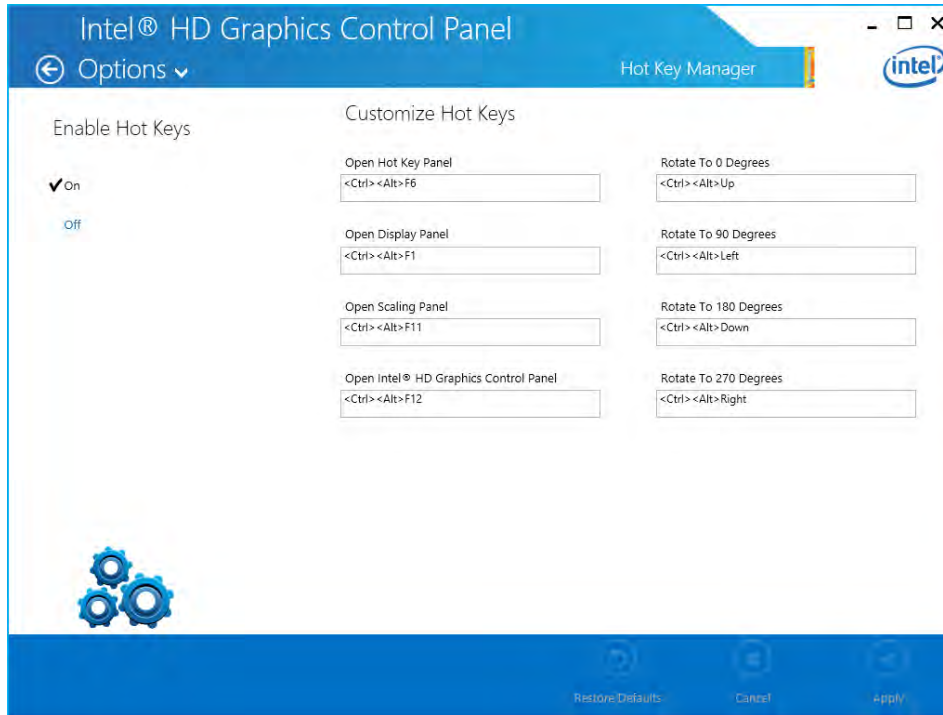 Intel® HD Graphics Control Panel
Options
Hot Key Manager
intel
Enable Hot Keys
On
Off
Customize Hot Keys
Open Hot Key Panel
<Ctrl><Alt>F6
Open Display Panel
<Ctrl><Alt>F1
Open Scaling Panel
<Ctrl><Alt>F11
Open Intel® HD Graphics Control Panel
<Ctrl><Alt>F12
Rotate To 0 Degrees
<Ctrl><Alt>Up
Rotate To 90 Degrees
<Ctrl><Alt>Left
Rotate To 180 Degrees
<Ctrl><Alt>Down
Rotate To 270 Degrees
<Ctrl><Alt>Right
Restore Defaults
Cancel
Apply